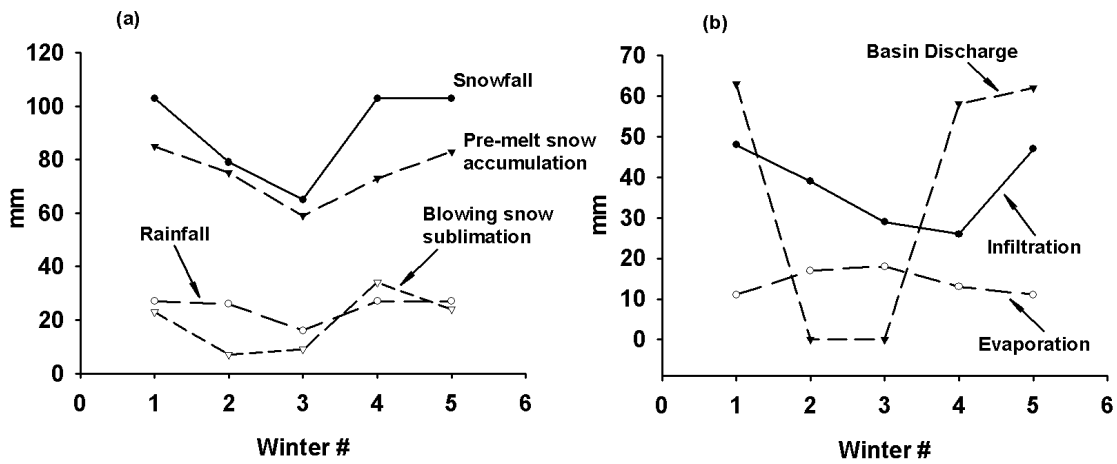 (a)
120
100
80
60
40
20
0
mm
Snowfall
Pre-melt snow
accumulation
Rainfall
Blowing snow
sublimation
0 1 2 3 4 5 6
Winter #
(b)
70
60
50
40
30
20
10
0
mm
Basin Discharge
Infiltration
Evaporation
0 1 2 3 4 5 6
Winter #